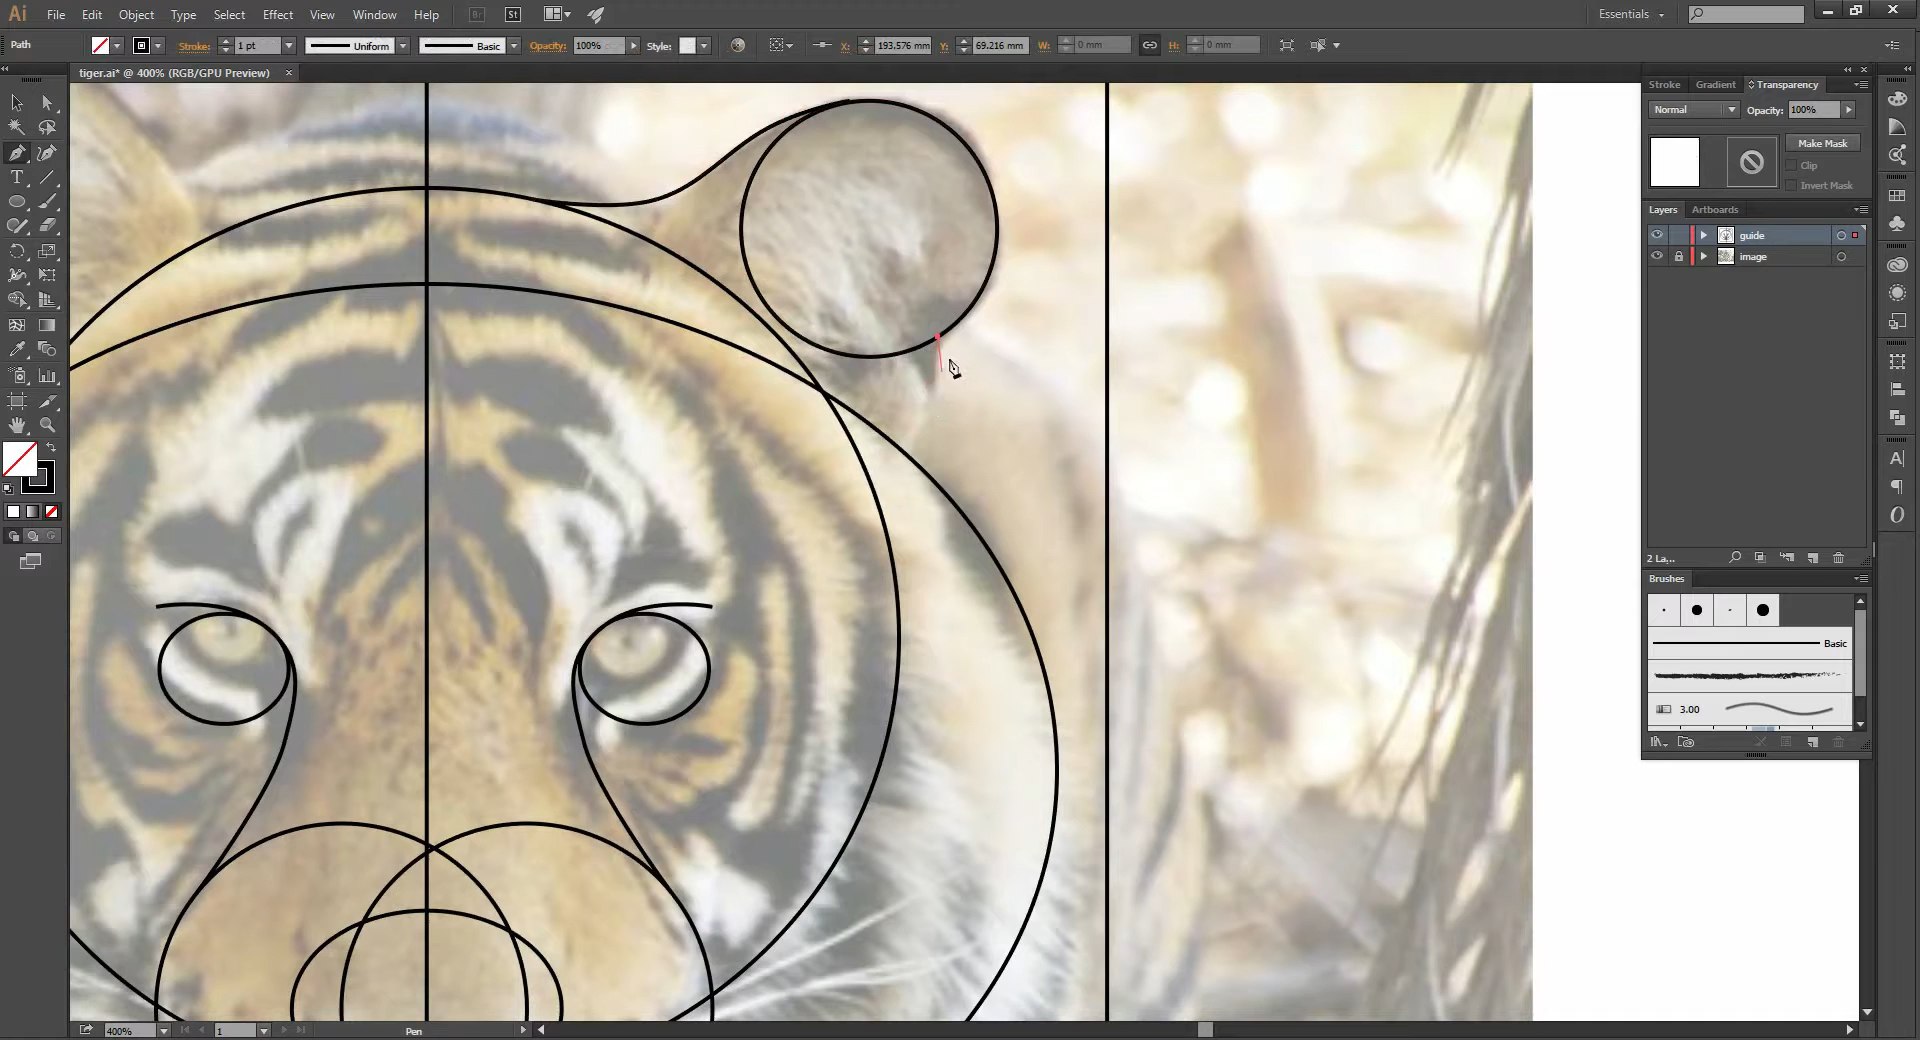 Ai File Edit Object Type Select Effect View Window Help Br St Essentials
Path Stroke: 1 pt Uniform Basic Opacity: 100% Style: X: 193.576 mm Y: 69.216 mm W: 0 mm H: 0 mm
tiger.ai* @ 400% (RGB/GPU Preview)
Stroke Gradient Transparency
Normal Opacity: 100%
Make Mask
Clip
Invert Mask
Layers Artboards
guide
image
2 La...
Brushes
Basic
3.00
400% 1 Pen